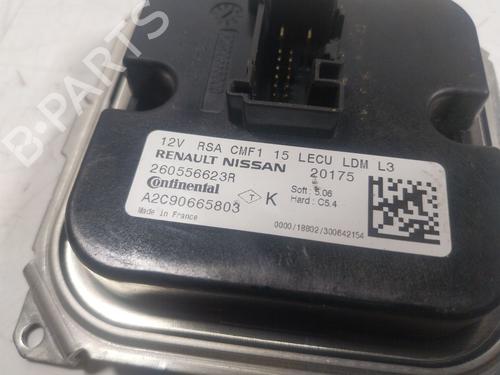 12V RSA CMF1 15 LECU LDM L3
RENAULT NISSAN 20175
260556623R Soft : 5.06
Continental Hard : C5.4
A2C90665803 T K
Made in France 0000/18802/300642154
B-PARTS